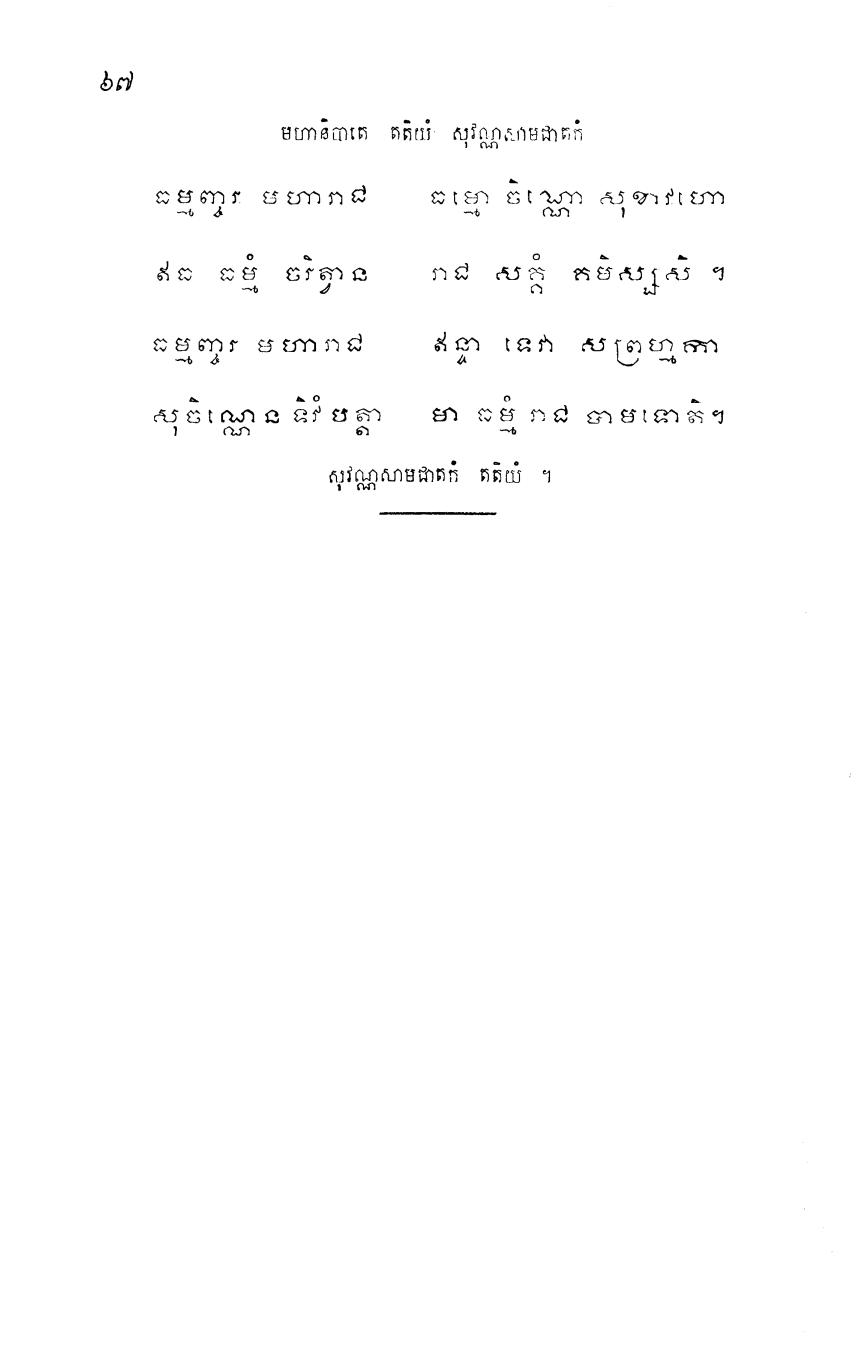 ៦៧
មហានិបាតេ តតិយំ សុវណ្ណសាមជាតកំ
ធម្មញ្ចរ មហារាជ ធម្មោ ចិណ្ណោ សុខាវហោ
ឥធ ធម្មំ ចរិត្វាន រាជ សគ្គំ គមិស្សសិ ។
ធម្មញ្ចរ មហារាជ ឥន្ទា ទេវា សព្រហ្មកា
សុចិណ្ណេន ទិវំបត្តា មា ធម្មំ រាជ បាមទោតិ។
សុវណ្ណសាមជាតកំ តតិយំ ។